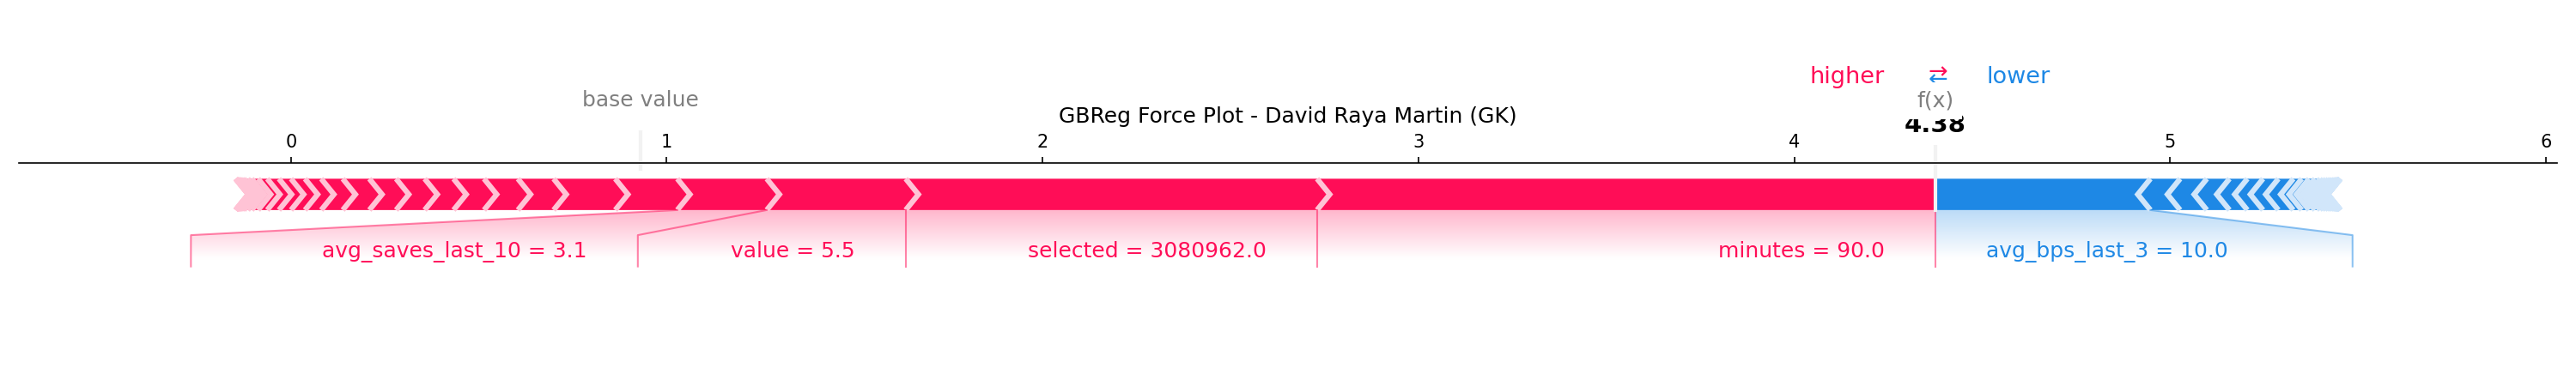 higher ⇄ lower
base value
f(x)
GBReg Force Plot - David Raya Martin (GK)
4.38
0 1 2 3 4 5 6
avg_saves_last_10 = 3.1
value = 5.5
selected = 3080962.0
minutes = 90.0
avg_bps_last_3 = 10.0